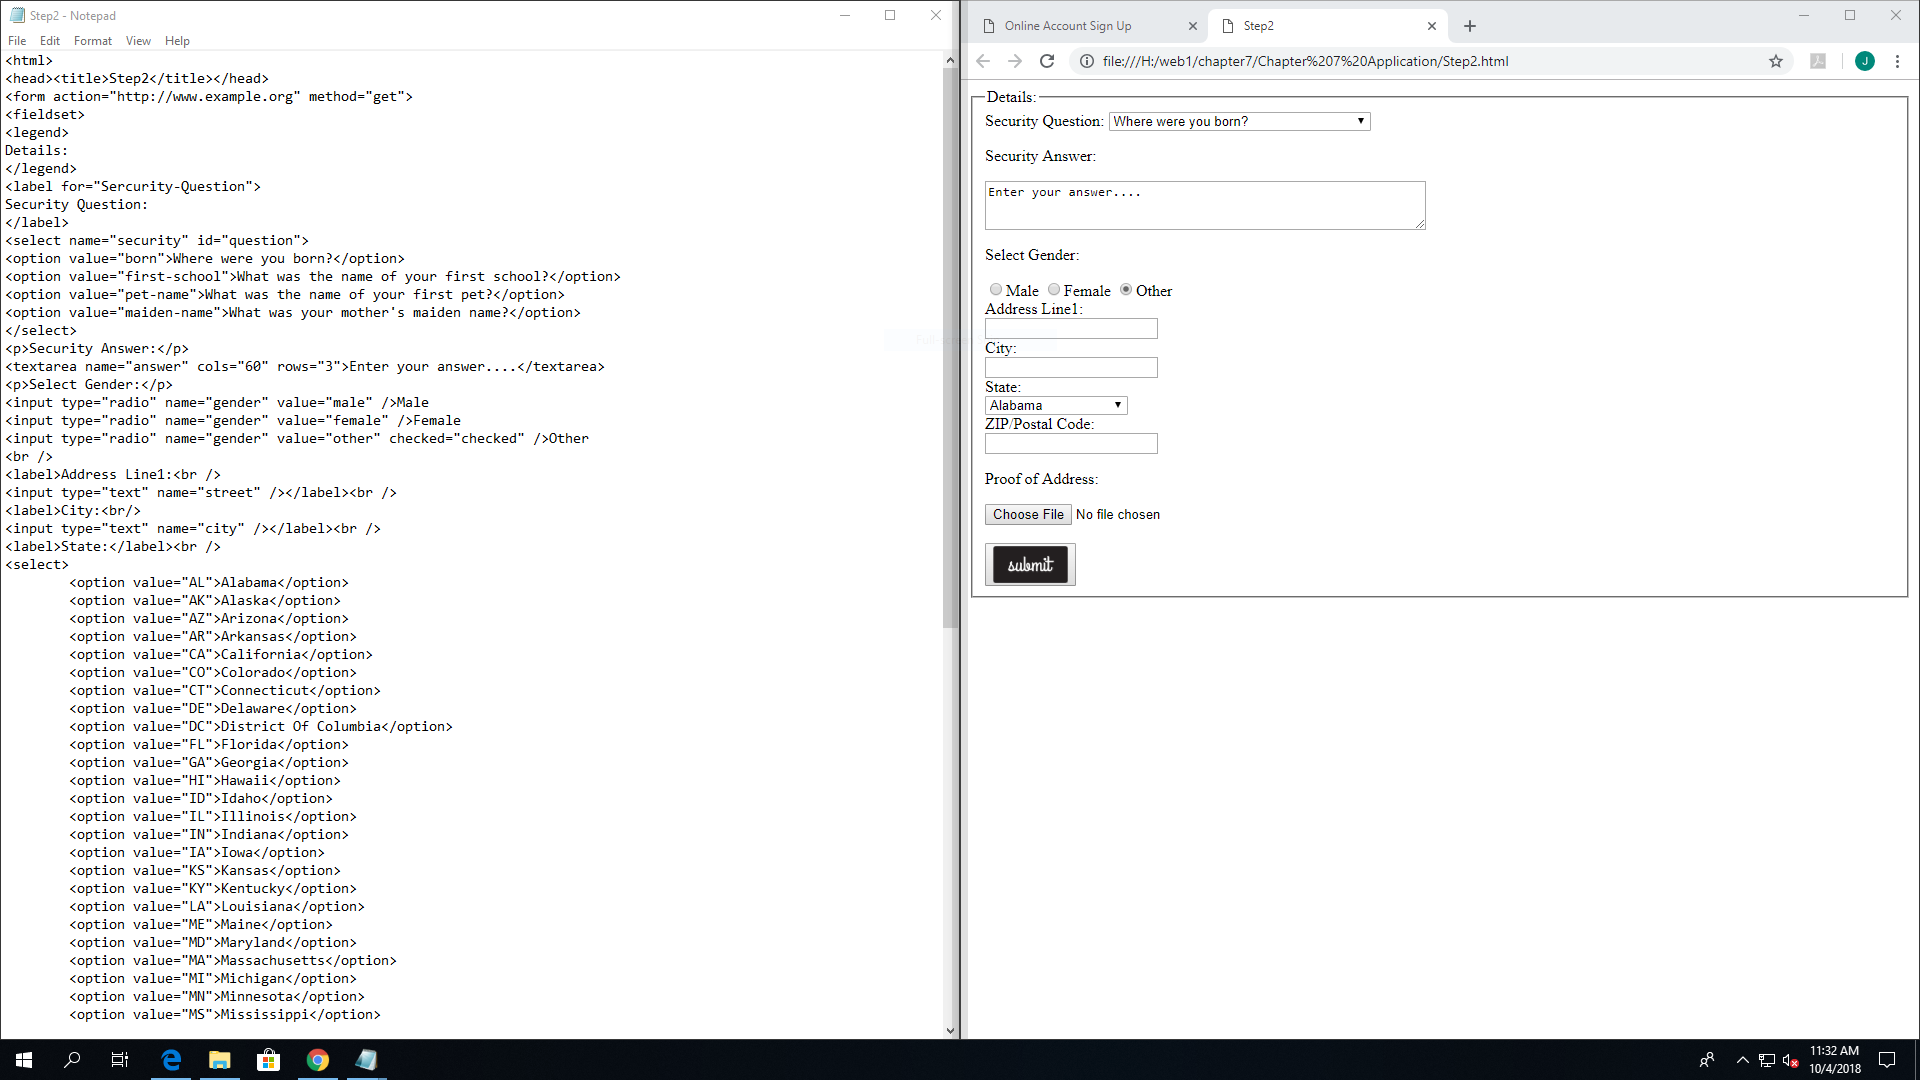 Step2 - Notepad
File Edit Format View Help
<html>
<head><title>Step2</title></head>
<form action="http://www.example.org" method="get">
<fieldset>
<legend>
Details:
</legend>
<label for="Sercurity-Question">
Security Question:
</label>
<select name="security" id="question">
<option value="born">Where were you born?</option>
<option value="first-school">What was the name of your first school?</option>
<option value="pet-name">What was the name of your first pet?</option>
<option value="maiden-name">What was your mother's maiden name?</option>
</select>
<p>Security Answer:</p>
<textarea name="answer" cols="60" rows="3">Enter your answer....</textarea>
<p>Select Gender:</p>
<input type="radio" name="gender" value="male" />Male
<input type="radio" name="gender" value="female" />Female
<input type="radio" name="gender" value="other" checked="checked" />Other
<br />
<label>Address Line1:<br />
<input type="text" name="street" /></label><br />
<label>City:<br/>
<input type="text" name="city" /></label><br />
<label>State:</label><br />
<select>
<option value="AL">Alabama</option>
<option value="AK">Alaska</option>
<option value="AZ">Arizona</option>
<option value="AR">Arkansas</option>
<option value="CA">California</option>
<option value="CO">Colorado</option>
<option value="CT">Connecticut</option>
<option value="DE">Delaware</option>
<option value="DC">District Of Columbia</option>
<option value="FL">Florida</option>
<option value="GA">Georgia</option>
<option value="HI">Hawaii</option>
<option value="ID">Idaho</option>
<option value="IL">Illinois</option>
<option value="IN">Indiana</option>
<option value="IA">Iowa</option>
<option value="KS">Kansas</option>
<option value="KY">Kentucky</option>
<option value="LA">Louisiana</option>
<option value="ME">Maine</option>
<option value="MD">Maryland</option>
<option value="MA">Massachusetts</option>
<option value="MI">Michigan</option>
<option value="MN">Minnesota</option>
<option value="MS">Mississippi</option>
Online Account Sign Up
Step2
file:///H:/web1/chapter7/Chapter%207%20Application/Step2.html
J
Details:
Security Question: Where were you born?
Security Answer:
Enter your answer....
Select Gender:
Male Female Other
Address Line1:
City:
State:
Alabama
ZIP/Postal Code:
Proof of Address:
Choose File No file chosen
submit
11:32 AM
10/4/2018